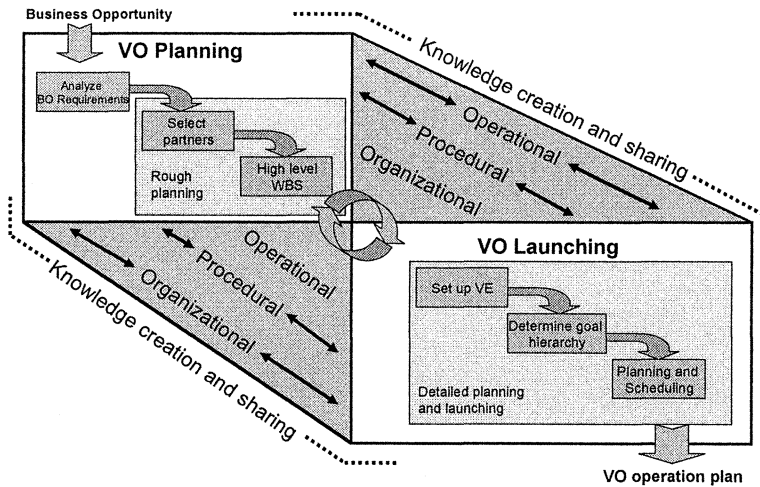 Business Opportunity
VO Planning
Analyze
BO Requirements
Select
partners
High level
WBS
Rough
planning
Knowledge creation and sharing
Operational
Procedural
Organizational
Operational
Procedural
Organizational
Knowledge creation and sharing
VO Launching
Set up VE
Determine goal
hierarchy
Planning and
Scheduling
Detailed planning
and launching
VO operation plan